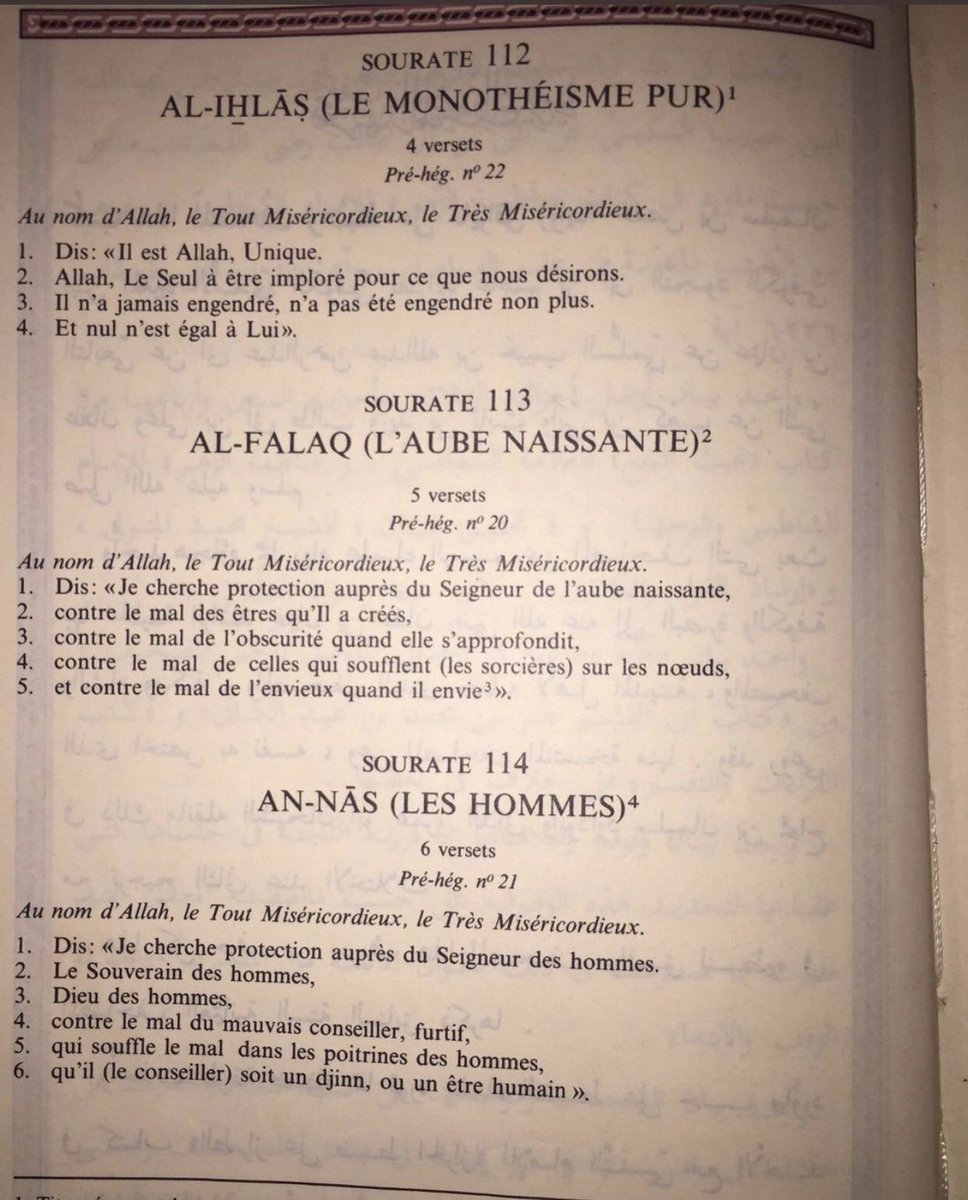 SOURATE 112
AL-IH̱LĀṢ (LE MONOTHÉISME PUR)¹
4 versets
Pré-hég. nº 22
Au nom d'Allah, le Tout Miséricordieux, le Très Miséricordieux.
1. Dis: «Il est Allah, Unique.
2. Allah, Le Seul à être imploré pour ce que nous désirons.
3. Il n'a jamais engendré, n'a pas été engendré non plus.
4. Et nul n'est égal à Lui».
SOURATE 113
AL-FALAQ (L'AUBE NAISSANTE)²
5 versets
Pré-hég. nº 20
Au nom d'Allah, le Tout Miséricordieux, le Très Miséricordieux.
1. Dis: «Je cherche protection auprès du Seigneur de l'aube naissante,
2. contre le mal des êtres qu'Il a créés,
3. contre le mal de l'obscurité quand elle s'approfondit,
4. contre le mal de celles qui soufflent (les sorcières) sur les nœuds,
5. et contre le mal de l'envieux quand il envie³».
SOURATE 114
AN-NĀS (LES HOMMES)⁴
6 versets
Pré-hég. nº 21
Au nom d'Allah, le Tout Miséricordieux, le Très Miséricordieux.
1. Dis: «Je cherche protection auprès du Seigneur des hommes.
2. Le Souverain des hommes,
3. Dieu des hommes,
4. contre le mal du mauvais conseiller, furtif,
5. qui souffle le mal dans les poitrines des hommes,
6. qu'il (le conseiller) soit un djinn, ou un être humain ».